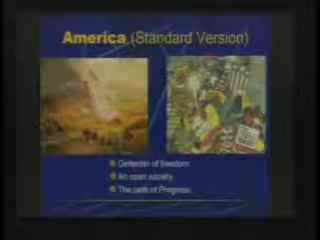 America (Standard Version)
Defender of freedom
An open society
The path of Progress